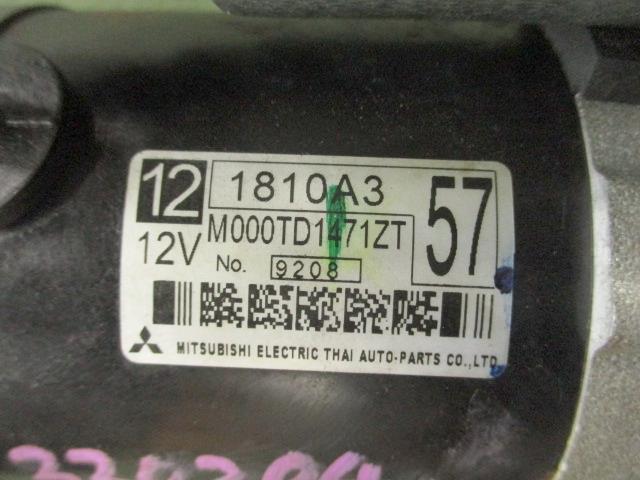 12 1810A3 57
12V M000TD1471ZT
No. 9208
MITSUBISHI ELECTRIC THAI AUTO-PARTS CO.,LTD